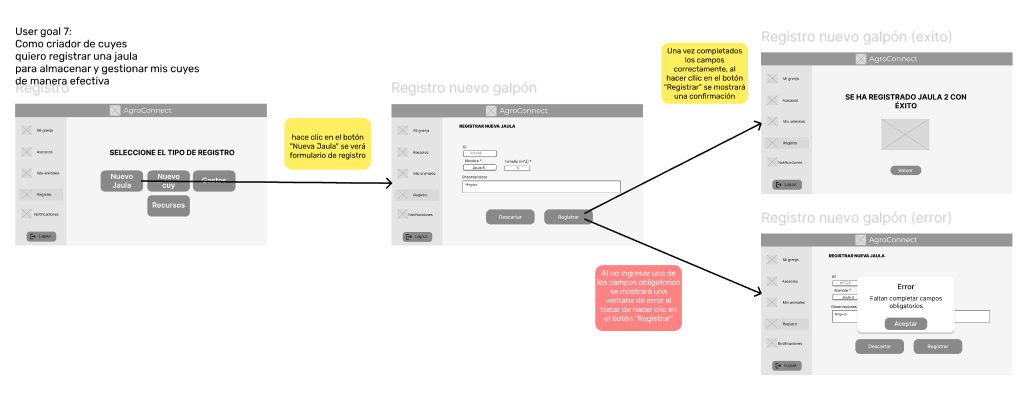 User goal 7:
Como criador de cuyes
quiero registrar una jaula
para almacenar y gestionar mis cuyes
de manera efectiva
Registro
AgroConnect
Mi granja
Asesores
Mis animales
Registro
Notificaciones
Logout
SELECCIONE EL TIPO DE REGISTRO
Nuevo
Jaula
Nuevo
cuy
Gastos
Recursos
hace clic en el botón
"Nueva Jaula" se verá
formulario de registro
Registro nuevo galpón
AgroConnect
Mi granja
Asesores
Mis animales
Registro
Notificaciones
Logout
REGISTRAR NUEVA JAULA
ID
Nombre *
Tamaño (mt2) *
5
Observaciones
Ninguna
Descartar
Registrar
Una vez completados
los campos
correctamente, al
hacer cllic en el botón
"Registrar" se mostrará
una confirmación
Al no ingresar uno de
los campos obligatorios
se mostrará una
ventana de error al
tratar de hacer clic en
el botón "Registrar"
Registro nuevo galpón (exito)
AgroConnect
Mi granja
Asesores
Mis animales
Registro
Notificaciones
Logout
SE HA REGISTRADO JAULA 2 CON
ÉXITO
Volver
Registro nuevo galpón (error)
AgroConnect
Mi granja
Asesores
Mis animales
Registro
Notificaciones
Logout
REGISTRAR NUEVA JAULA
ID
Nombre *
Observaciones
Ninguna
Error
Faltan completar campos
obligatorios
Aceptar
Descartar
Registrar